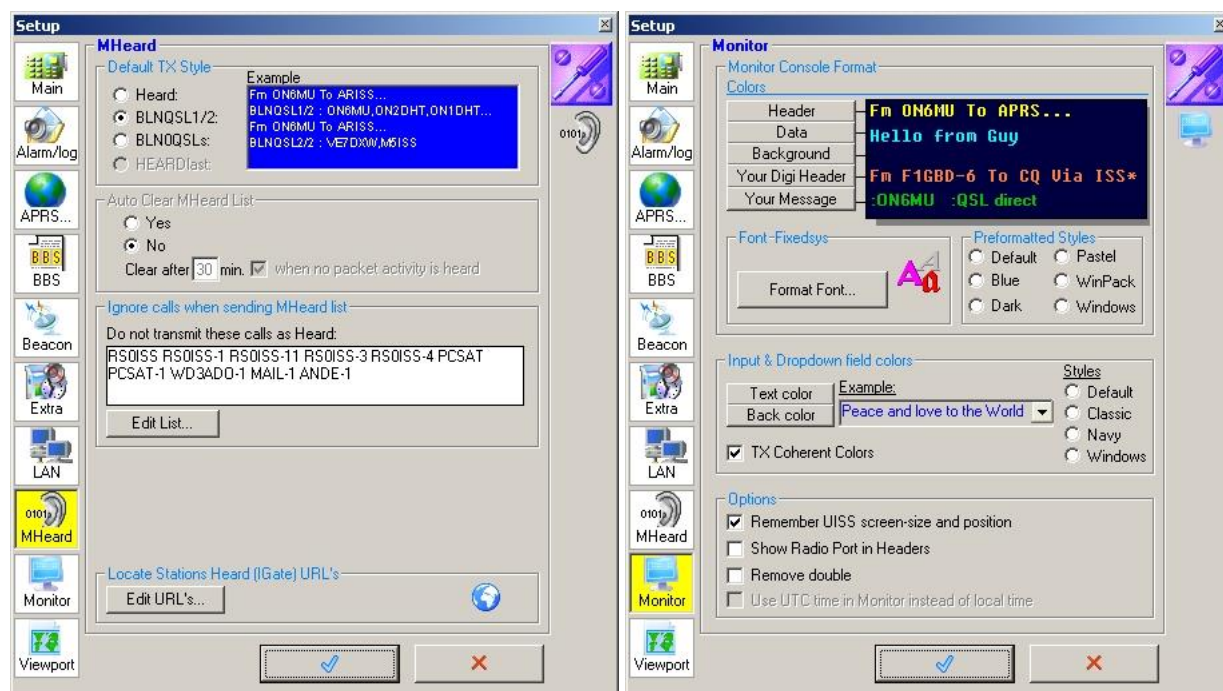 Setup
Main
Alarm/log
APRS...
BBS
BBS
Beacon
Extra
LAN
0101
MHeard
Monitor
Viewport
MHeard
Default TX Style
Heard:
BLNQSL1/2:
BLN0QSLs:
HEARDlast:
Example
Fm ON6MU To ARISS...
BLNQSL1/2 : ON6MU,ON2DHT,ON1DHT...
Fm ON6MU To ARISS...
BLNQSL2/2 : VE7DXW,M5ISS
0101
Auto Clear MHeard List
Yes
No
Clear after 30 min. when no packet activity is heard
Ignore calls when sending MHeard list
Do not transmit these calls as Heard:
RS0ISS RS0ISS-1 RS0ISS-11 RS0ISS-3 RS0ISS-4 PCSAT
PCSAT-1 WD3ADO-1 MAIL-1 ANDE-1
Edit List...
Locate Stations Heard (IGate) URL's
Edit URL's...
Setup
Main
Alarm/log
APRS...
BBS
BBS
Beacon
Extra
LAN
0101
MHeard
Monitor
Viewport
Monitor
Monitor Console Format
Colors
Header
Data
Background
Your Digi Header
Your Message
Fm ON6MU To APRS...
Hello from Guy
Fm F1GBD-6 To CQ Via ISS*
:ON6MU :QSL direct
Font-Fixedsys
Format Font...
Preformatted Styles
Default Pastel
Blue WinPack
Dark Windows
Input & Dropdown field colors
Text color
Back color
Example:
Peace and love to the World
TX Coherent Colors
Styles
Default
Classic
Navy
Windows
Options
Remember UISS screen-size and position
Show Radio Port in Headers
Remove double
Use UTC time in Monitor instead of local time